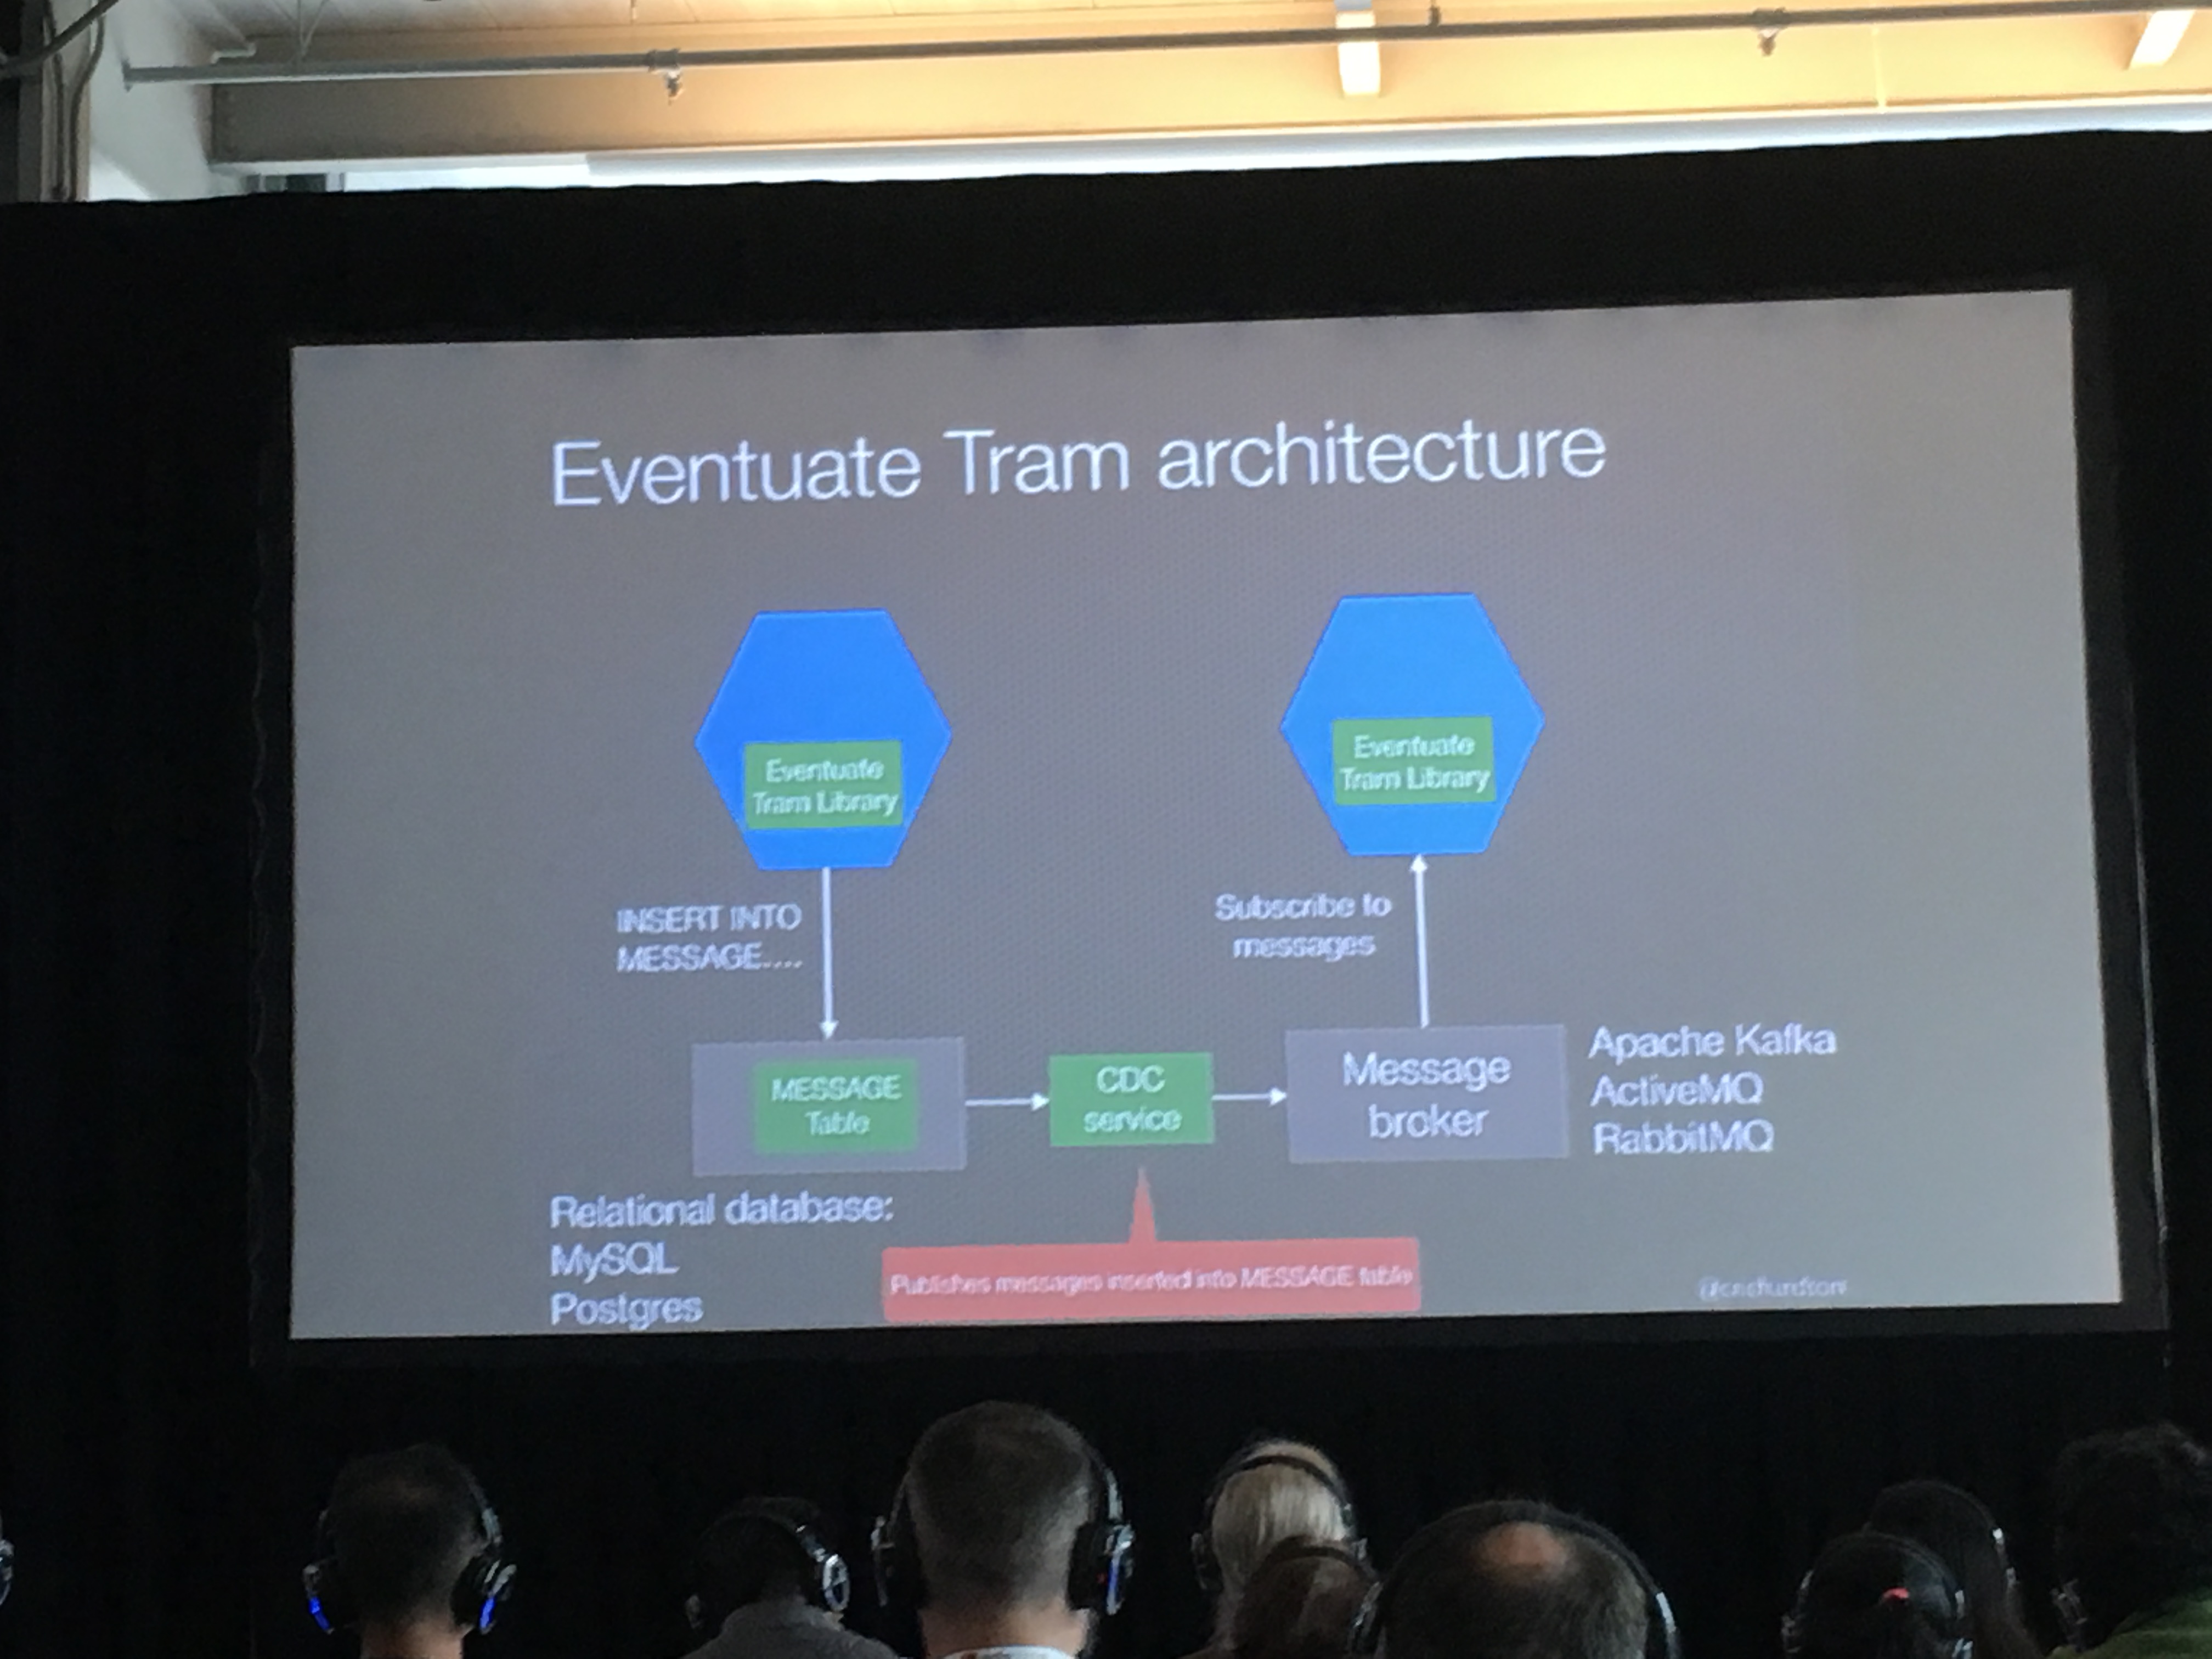 Eventuate Tram architecture
Eventuate
Tram Library
Eventuate
Tram Library
INSERT INTO
MESSAGE....
Subscribe to
messages
MESSAGE
Table
CDC
service
Message
broker
Apache Kafka
ActiveMQ
RabbitMQ
Relational database:
MySQL
Postgres
Publishes messages inserted into MESSAGE table